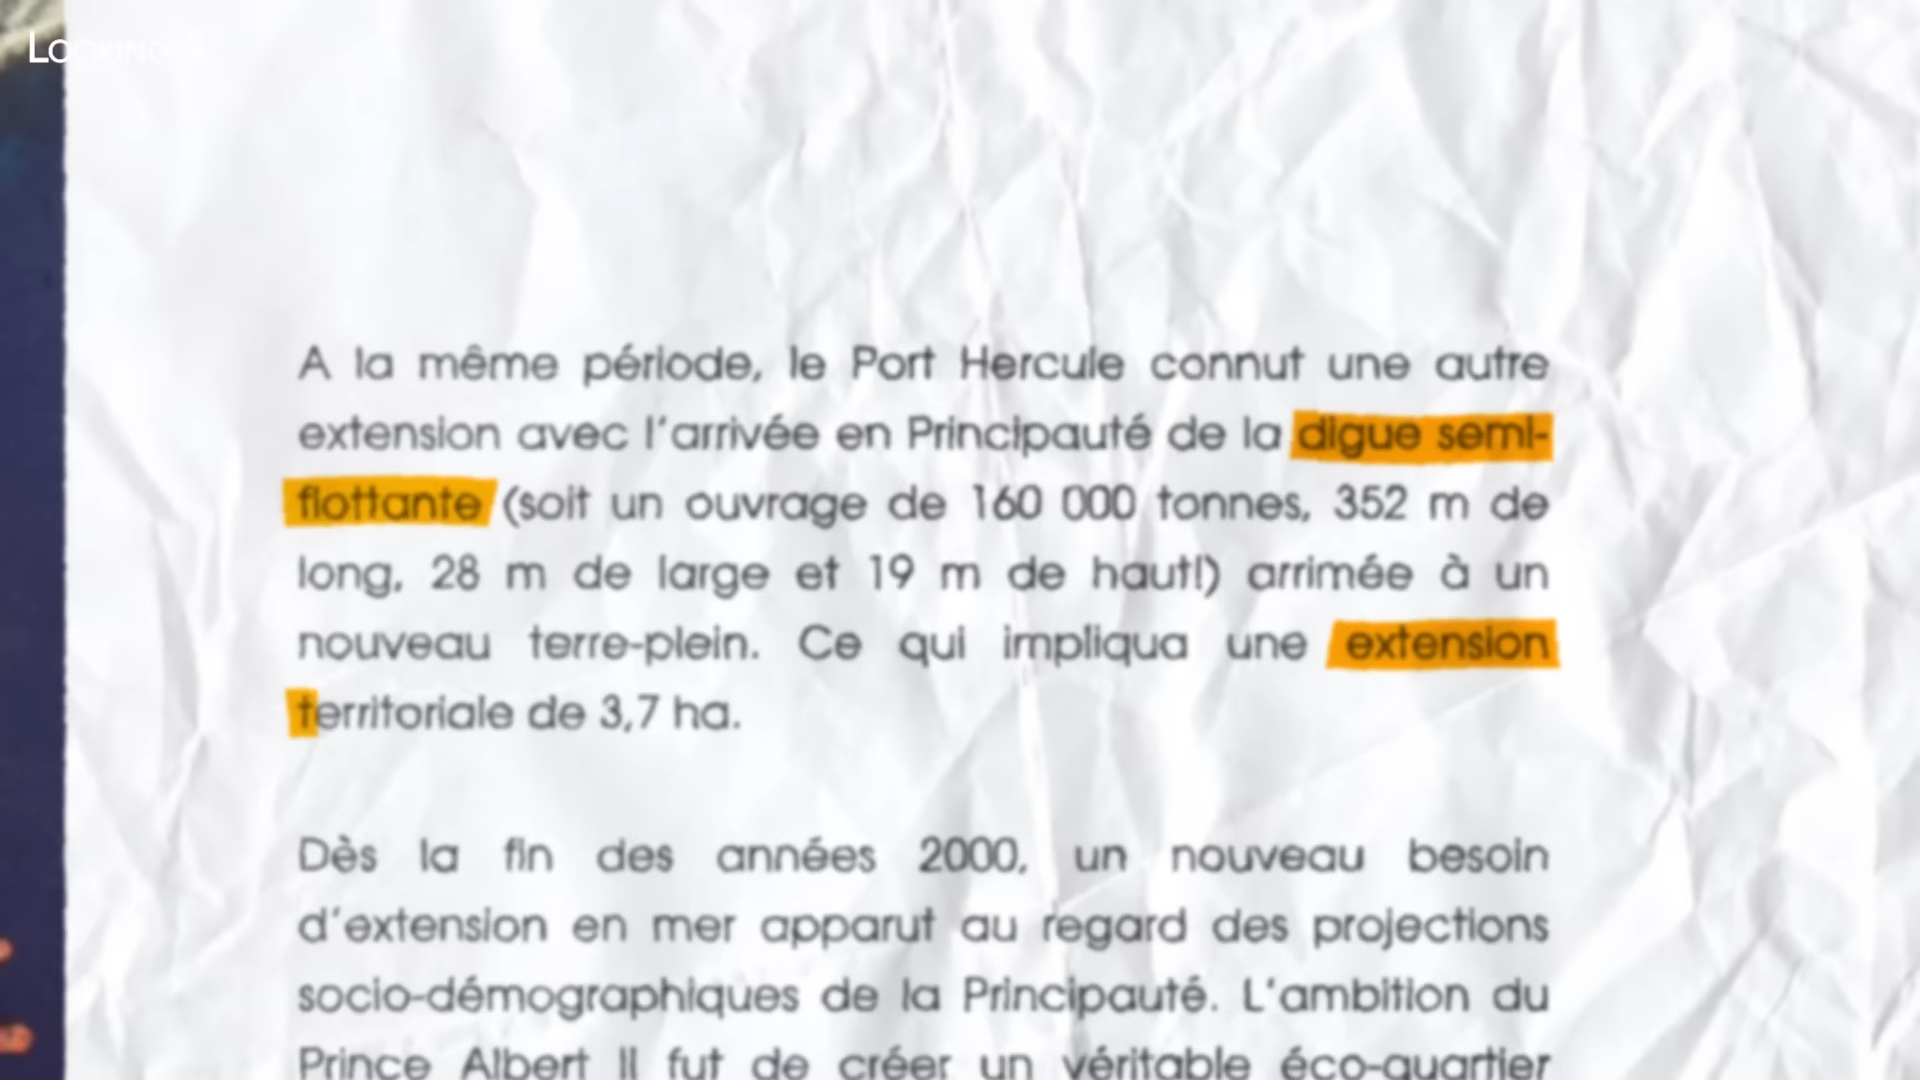 A la même période, le Port Hercule connut une autre
extension avec l'arrivée en Principauté de la digue semi-
flottante (soit un ouvrage de 160 000 tonnes, 352 m de
long, 28 m de large et 19 m de haut!) arrimée à un
nouveau terre-plein. Ce qui impliqua une extension
territoriale de 3,7 ha.
Dès la fin des années 2000, un nouveau besoin
d'extension en mer apparut au regard des projections
socio-démographiques de la Principauté. L'ambition du
Prince Albert II fut de créer un véritable éco-quartier